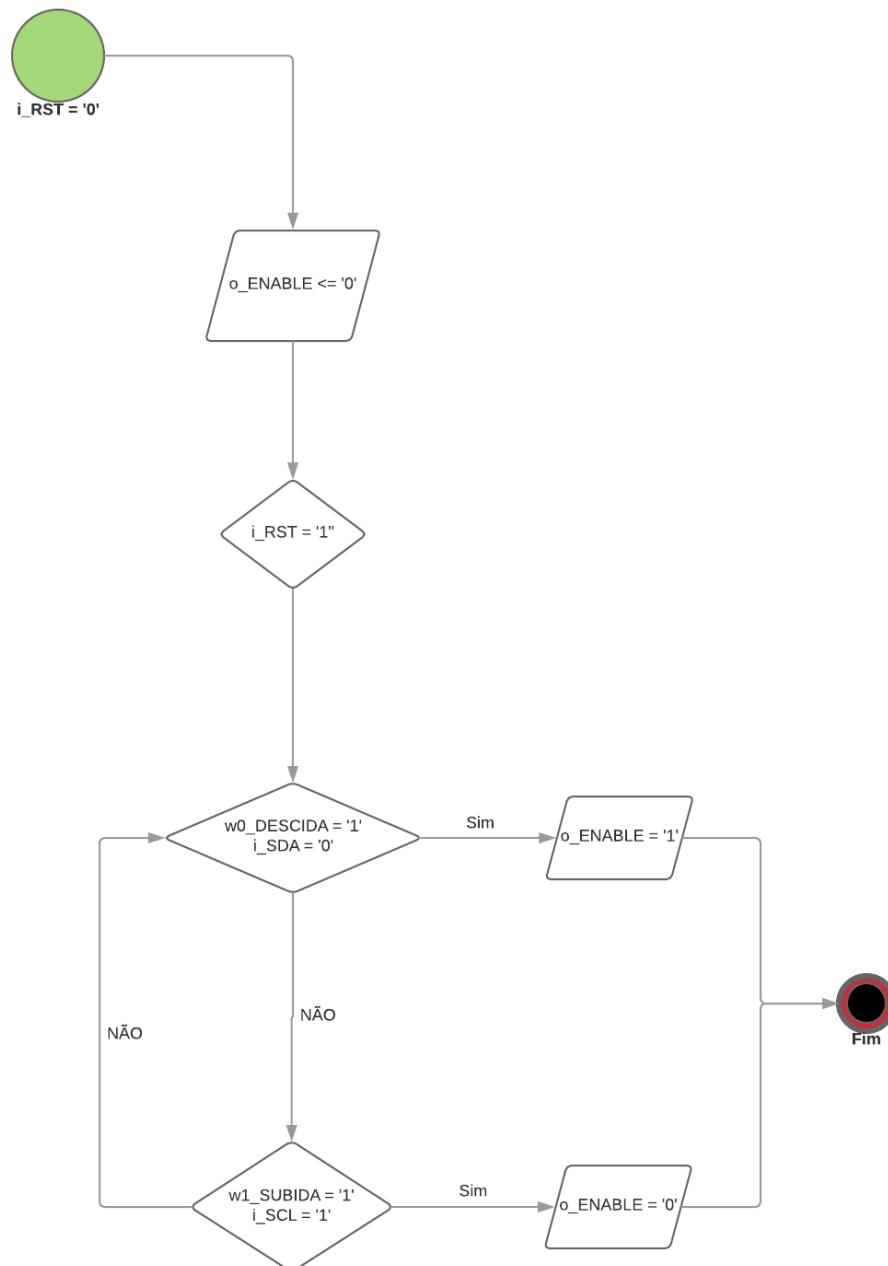 i_RST = '0'
o_ENABLE <= '0'
i_RST = '1"
w0_DESCIDA = '1'
i_SDA = '0'
Sim
o_ENABLE = '1'
NÃO
NÃO
Fim
w1_SUBIDA = '1'
i_SCL = '1'
Sim
o_ENABLE = '0'